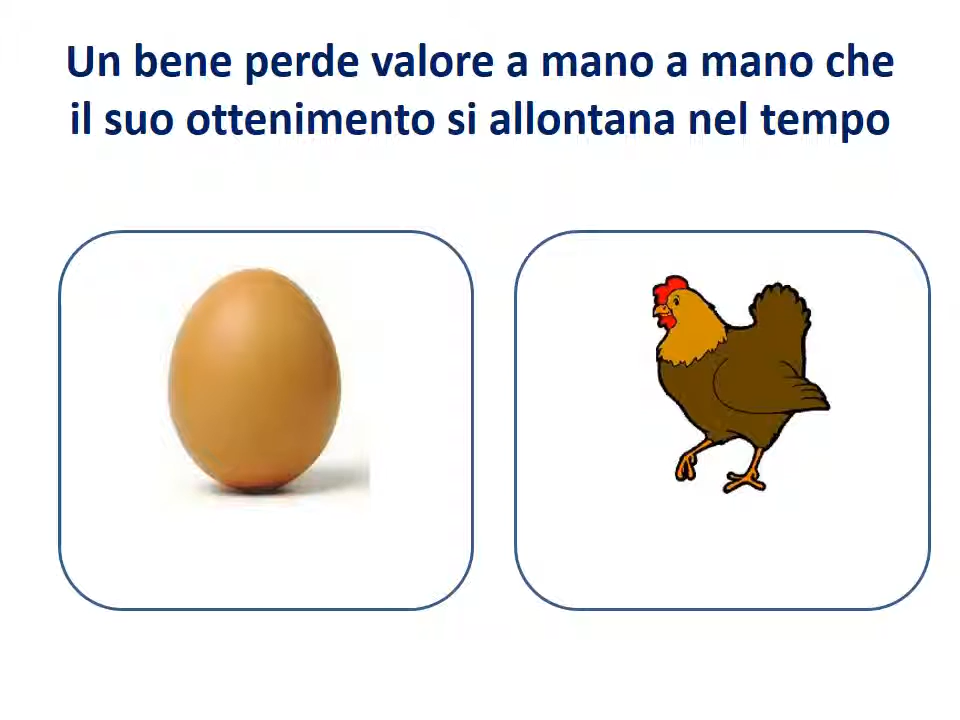 Un bene perde valore a mano a mano che
il suo ottenimento si allontana nel tempo